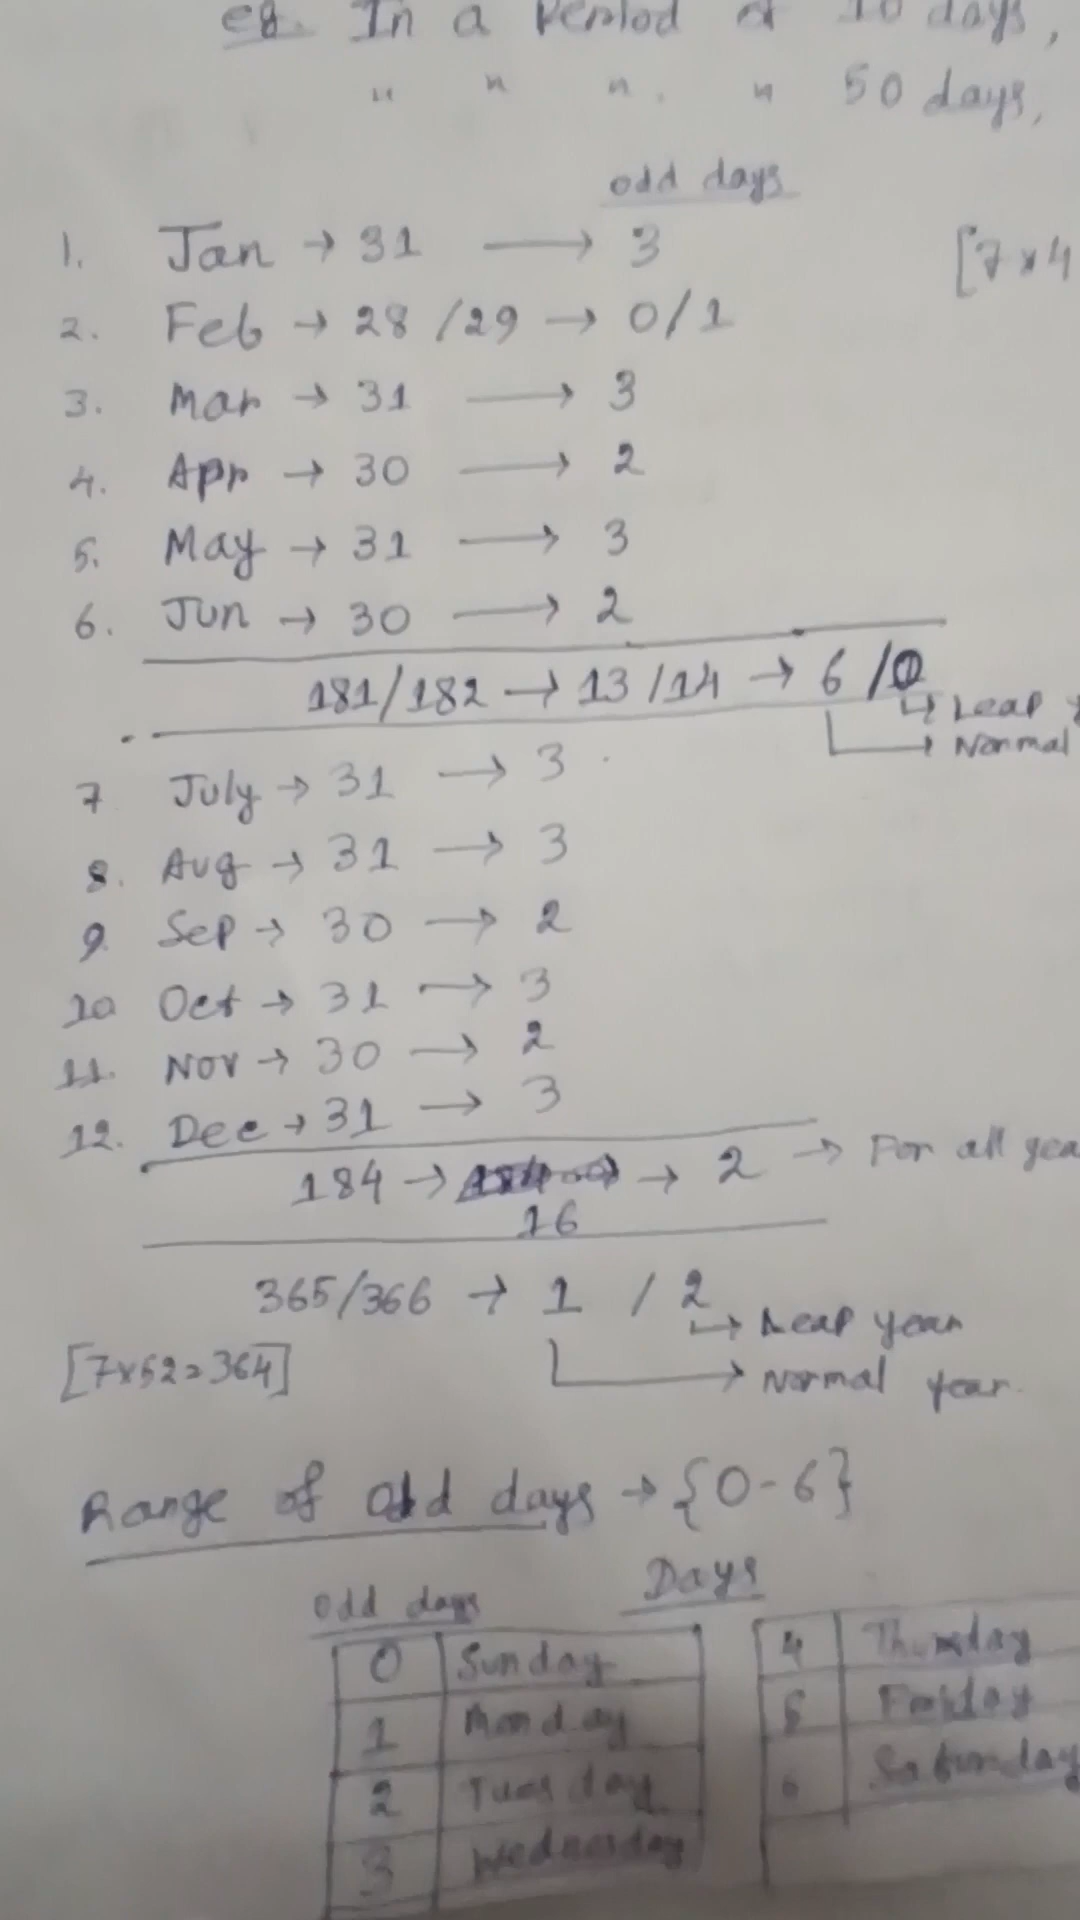 eg. In a Period of 10 days,
" " " " 50 days,
odd days
1. Jan → 31 → 3 [7x4
2. Feb → 28 /29 → 0/1
3. Mar → 31 → 3
4. Apr → 30 → 2
5. May → 31 → 3
6. Jun → 30 → 2
181/182 → 13/14 → 6 /0
↳ Leap
→ Normal
7 July → 31 → 3
8. Aug → 31 → 3
9 Sep → 30 → 2
10 Oct → 31 → 3
11. Nov → 30 → 2
12. Dec → 31 → 3
184 → → 2 → For all yea
16
365/366 → 1 / 2
↳ Leap year
→ Normal year.
[7x52=364]
Range of Odd days → {0-6}
odd days Days
0 Sunday 4 Thursday
1 Monday 5 Friday
2 Tuesday 6 Saturday
3 Wednesday